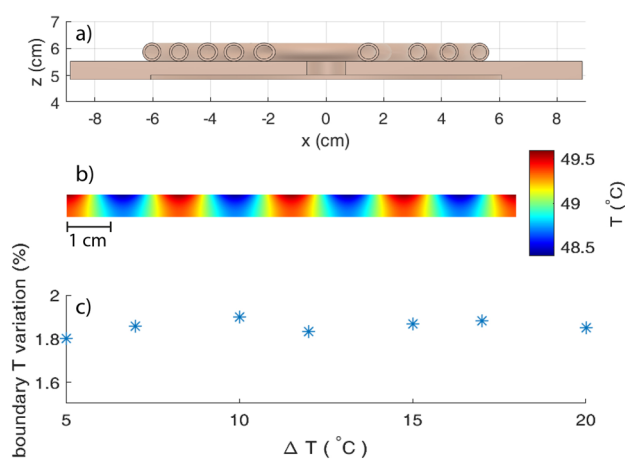 a)
7
6
5
4
z (cm)
-8 -6 -4 -2 0 2 4 6 8
x (cm)
b)
1 cm
49.5
49
48.5
T (°C)
c)
2
1.8
1.6
boundary T variation (%)
5 10 15 20
Δ T (°C)